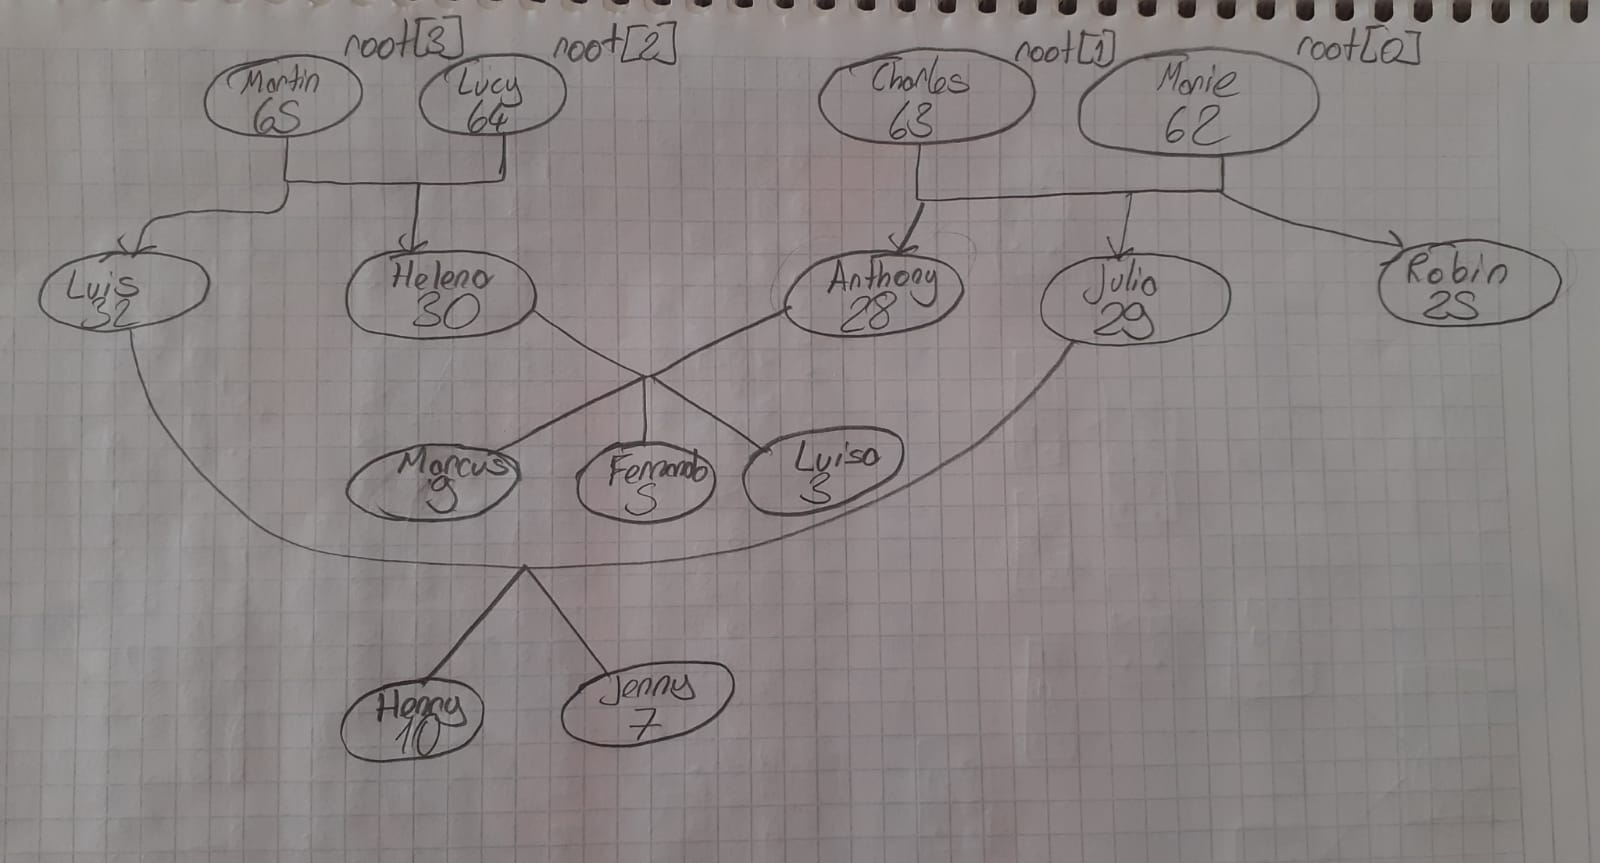 root[3]
root[2]
root[1]
root[0]
Martin
65
Lucy
64
Charles
63
Marie
62
Luis
32
Helena
30
Anthony
28
Julia
29
Robin
25
Marcus
9
Fernando
5
Luisa
3
Henry
10
Jenny
7